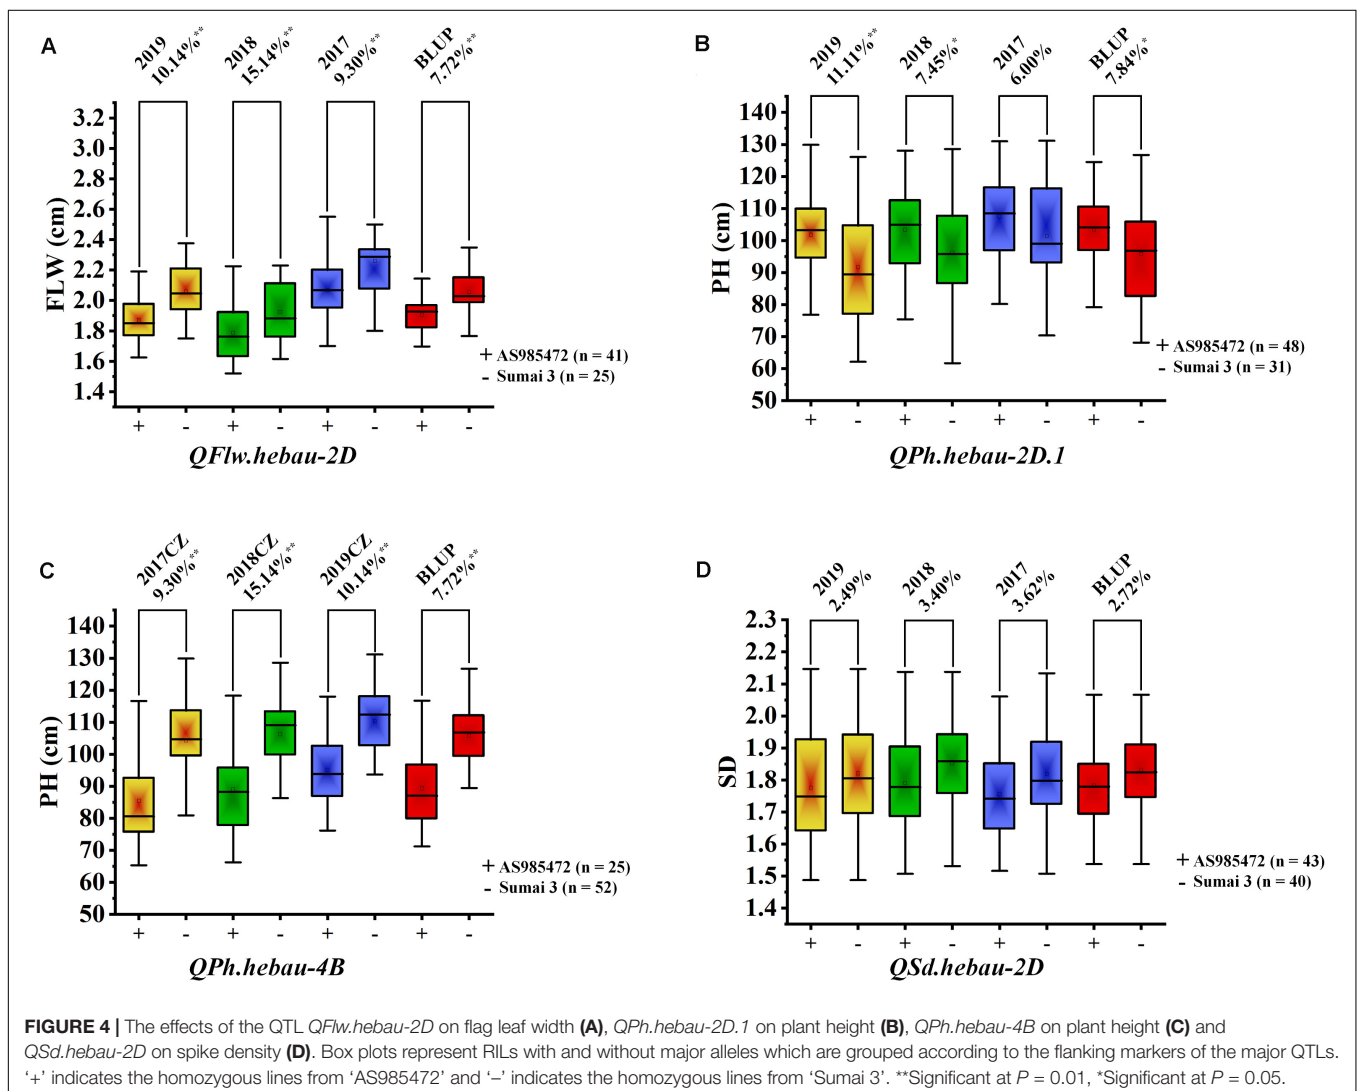 A
2019
10.14%**
2018
15.14%**
2017
9.30%**
BLUP
7.72%**
FLW (cm)
3.2
3.0
2.8
2.6
2.4
2.2
2.0
1.8
1.6
1.4
+ AS985472 (n = 41)
- Sumai 3 (n = 25)
+ - + - + - + -
QFlw.hebau-2D
B
2019
11.11%**
2018
7.45%*
2017
6.00%
BLUP
7.84%*
PH (cm)
140
130
120
110
100
90
80
70
60
50
+ AS985472 (n = 48)
- Sumai 3 (n = 31)
+ - + - + - + -
QPh.hebau-2D.1
C
2017CZ
9.30%**
2018CZ
15.14%**
2019CZ
10.14%**
BLUP
7.72%**
PH (cm)
140
130
120
110
100
90
80
70
60
50
+ AS985472 (n = 25)
- Sumai 3 (n = 52)
+ - + - + - + -
QPh.hebau-4B
D
2019
2.49%
2018
3.40%
2017
3.62%
BLUP
2.72%
SD
2.3
2.2
2.1
2.0
1.9
1.8
1.7
1.6
1.5
1.4
+ AS985472 (n = 43)
- Sumai 3 (n = 40)
+ - + - + - + -
QSd.hebau-2D
FIGURE 4 | The effects of the QTL QFlw.hebau-2D on flag leaf width (A), QPh.hebau-2D.1 on plant height (B), QPh.hebau-4B on plant height (C) and
QSd.hebau-2D on spike density (D). Box plots represent RILs with and without major alleles which are grouped according to the flanking markers of the major QTLs.
‘+’ indicates the homozygous lines from ‘AS985472’ and ‘–’ indicates the homozygous lines from ‘Sumai 3’. **Significant at P = 0.01, *Significant at P = 0.05.